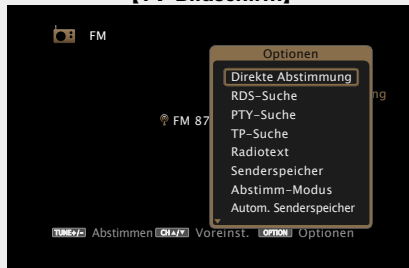 [TV-Bildschirm]
FM
Optionen
Direkte Abstimmung
ng
RDS-Suche
PTY-Suche
FM 87
TP-Suche
Radiotext
Senderspeicher
Abstimm-Modus
Autom. Senderspeicher
TUNE+/- Abstimmen CH▲/▼ Voreinst. OPTION Optionen